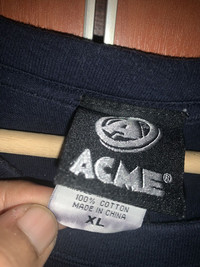 ACME®
100% COTTON
MADE IN CHINA
XL